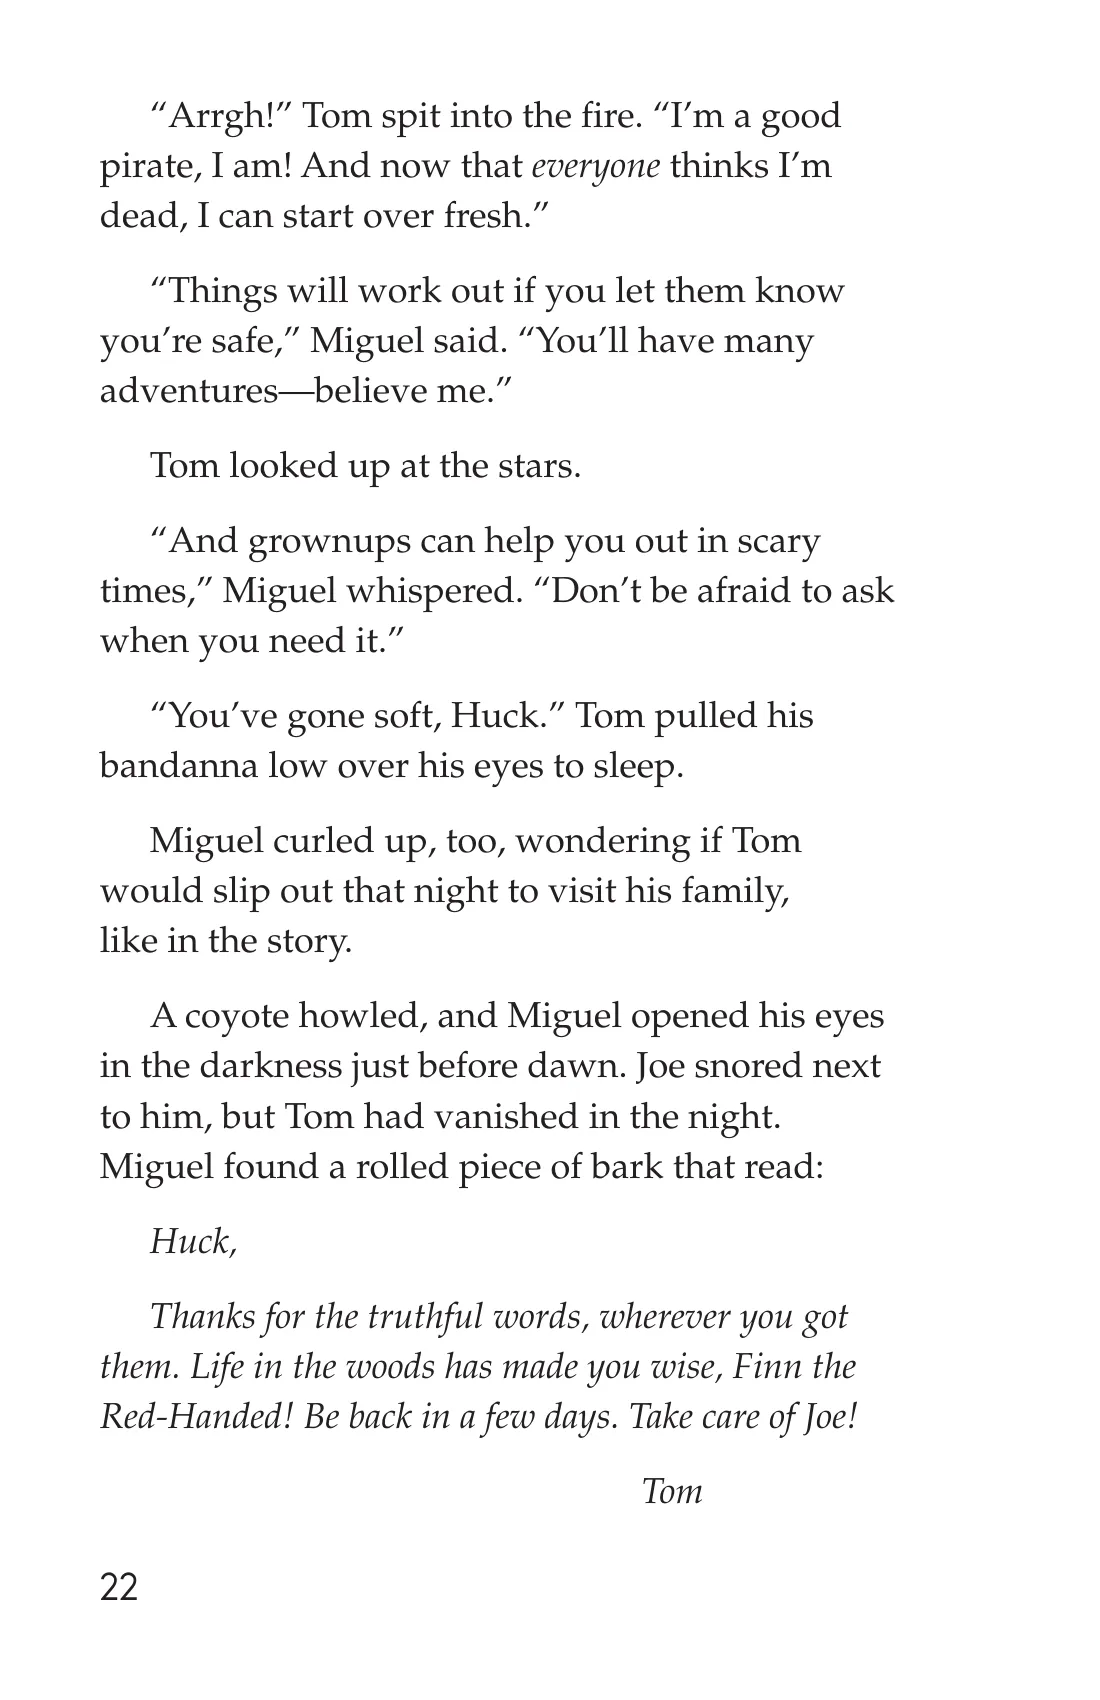 “Arrgh!” Tom spit into the fire. “I’m a good
pirate, I am! And now that everyone thinks I’m
dead, I can start over fresh.”
“Things will work out if you let them know
you’re safe,” Miguel said. “You’ll have many
adventures—believe me.”
Tom looked up at the stars.
“And grownups can help you out in scary
times,” Miguel whispered. “Don’t be afraid to ask
when you need it.”
“You’ve gone soft, Huck.” Tom pulled his
bandanna low over his eyes to sleep.
Miguel curled up, too, wondering if Tom
would slip out that night to visit his family,
like in the story.
A coyote howled, and Miguel opened his eyes
in the darkness just before dawn. Joe snored next
to him, but Tom had vanished in the night.
Miguel found a rolled piece of bark that read:
Huck,
Thanks for the truthful words, wherever you got
them. Life in the woods has made you wise, Finn the
Red-Handed! Be back in a few days. Take care of Joe!
Tom
22